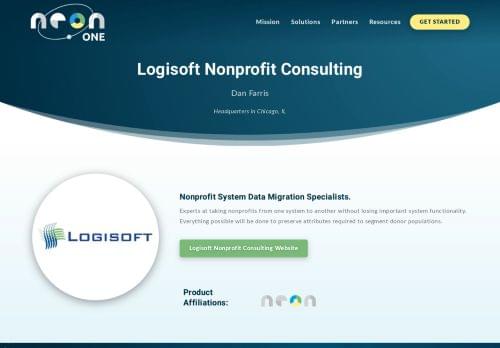 neon
ONE
Mission Solutions Partners Resources GET STARTED
Logisoft Nonprofit Consulting
Dan Farris
Headquarters in Chicago, IL
LOGISOFT
Nonprofit System Data Migration Specialists.
Experts at taking nonprofits from one system to another without losing important system functionality.
Everything possible will be done to preserve attributes required to segment donor populations.
Logisoft Nonprofit Consulting Website
Product
Affiliations:
neon